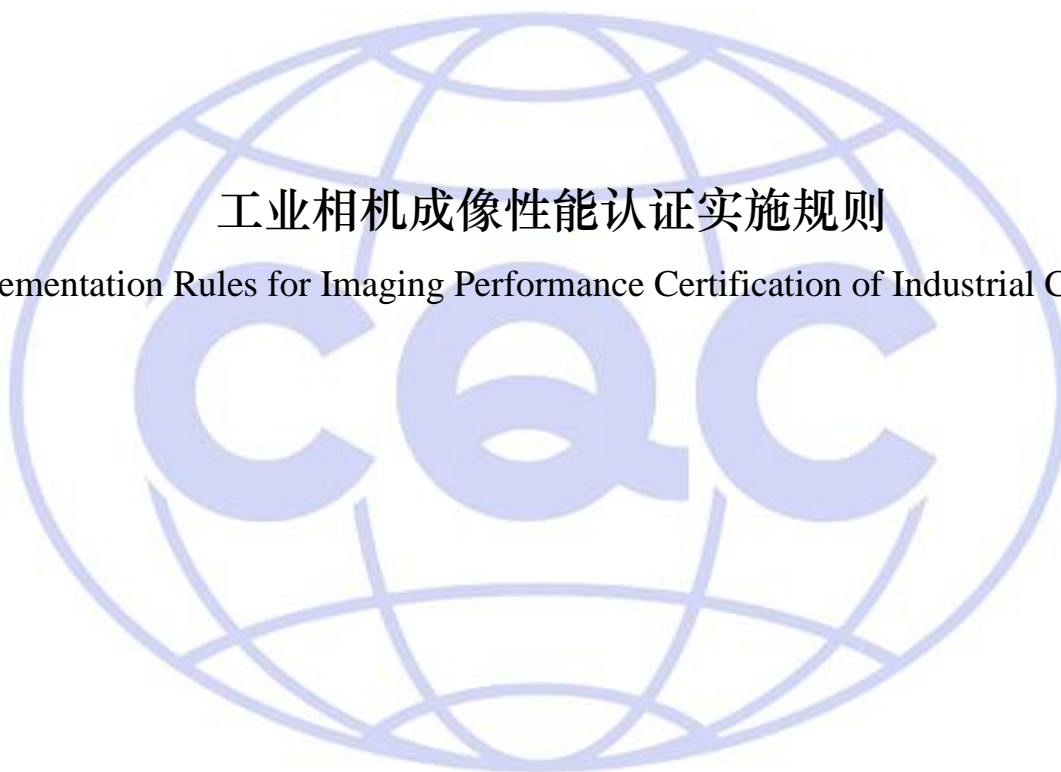 工业相机成像性能认证实施规则
ementation Rules for Imaging Performance Certification of Industrial C
CQC